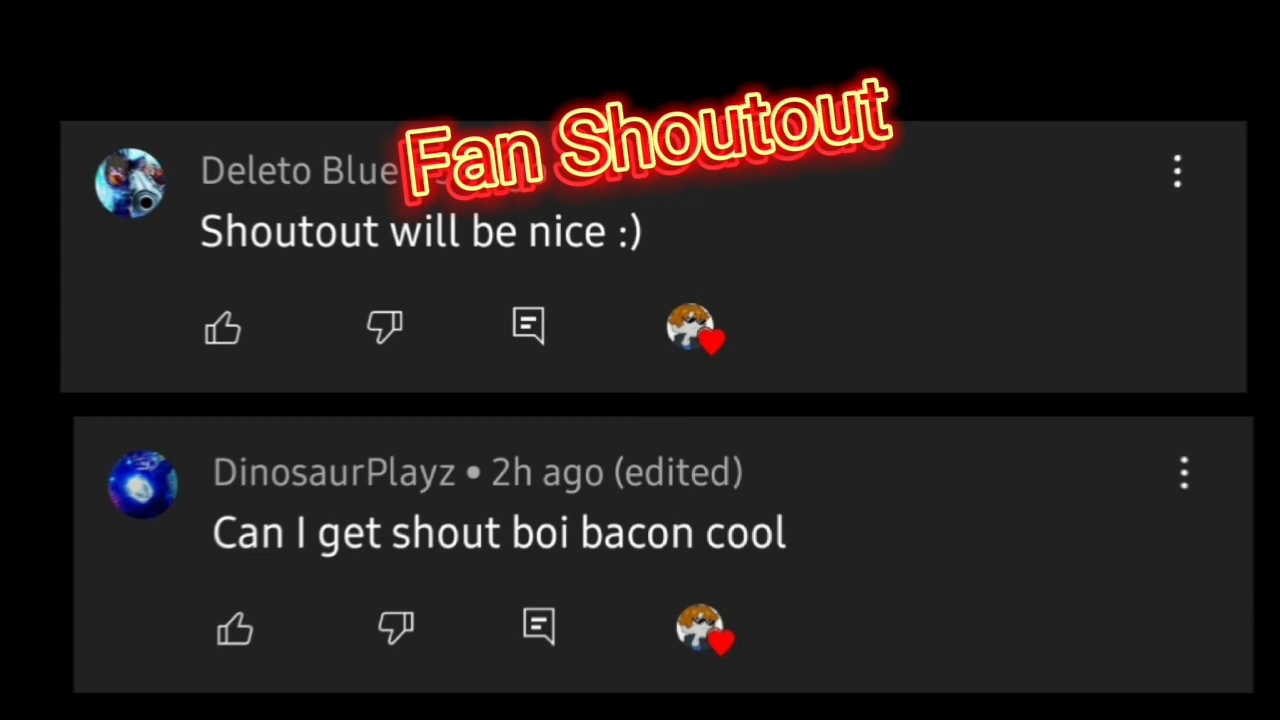 Fan Shoutout
Deleto Blue
Shoutout will be nice :)
DinosaurPlayz • 2h ago (edited)
Can I get shout boi bacon cool